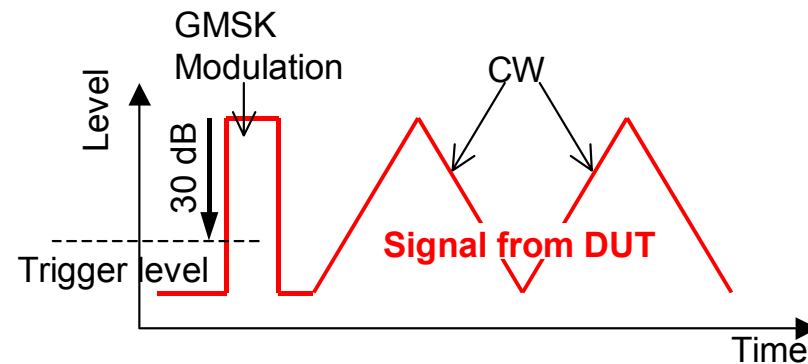 GMSK
Modulation
CW
Level
30 dB
Signal from DUT
Trigger level
Time